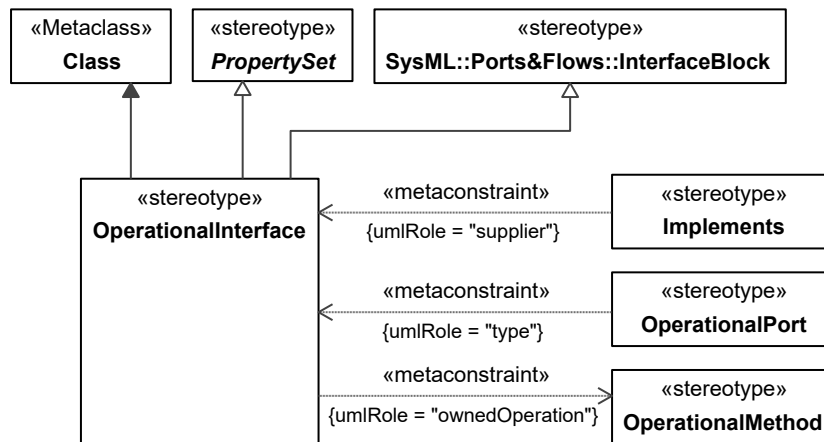 «Metaclass»
Class
«stereotype»
PropertySet
«stereotype»
SysML::Ports&Flows::InterfaceBlock
«stereotype»
OperationalInterface
«metaconstraint»
{umlRole = "supplier"}
«stereotype»
Implements
«metaconstraint»
{umlRole = "type"}
«stereotype»
OperationalPort
«metaconstraint»
{umlRole = "ownedOperation"}
«stereotype»
OperationalMethod